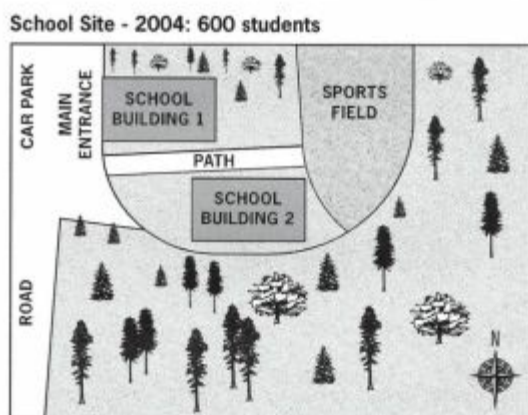 School Site - 2004: 600 students
CAR PARK
MAIN
ENTRANCE
SCHOOL
BUILDING 1
SPORTS
FIELD
PATH
SCHOOL
BUILDING 2
ROAD
N